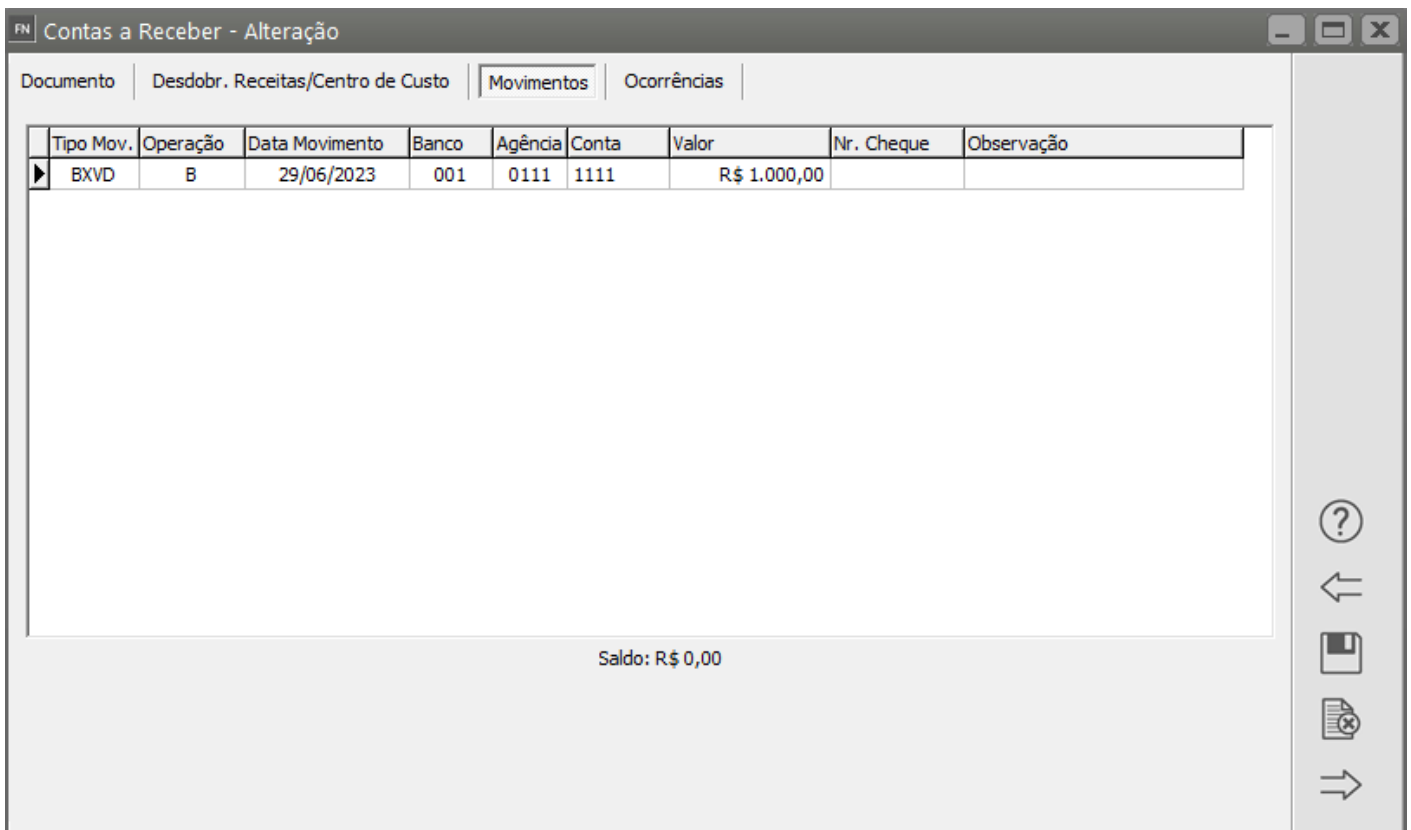 FN Contas a Receber - Alteração
Documento Desdobr. Receitas/Centro de Custo Movimentos Ocorrências
Tipo Mov. Operação Data Movimento Banco Agência Conta Valor Nr. Cheque Observação
BXVD B 29/06/2023 001 0111 1111 R$ 1.000,00
Saldo: R$ 0,00